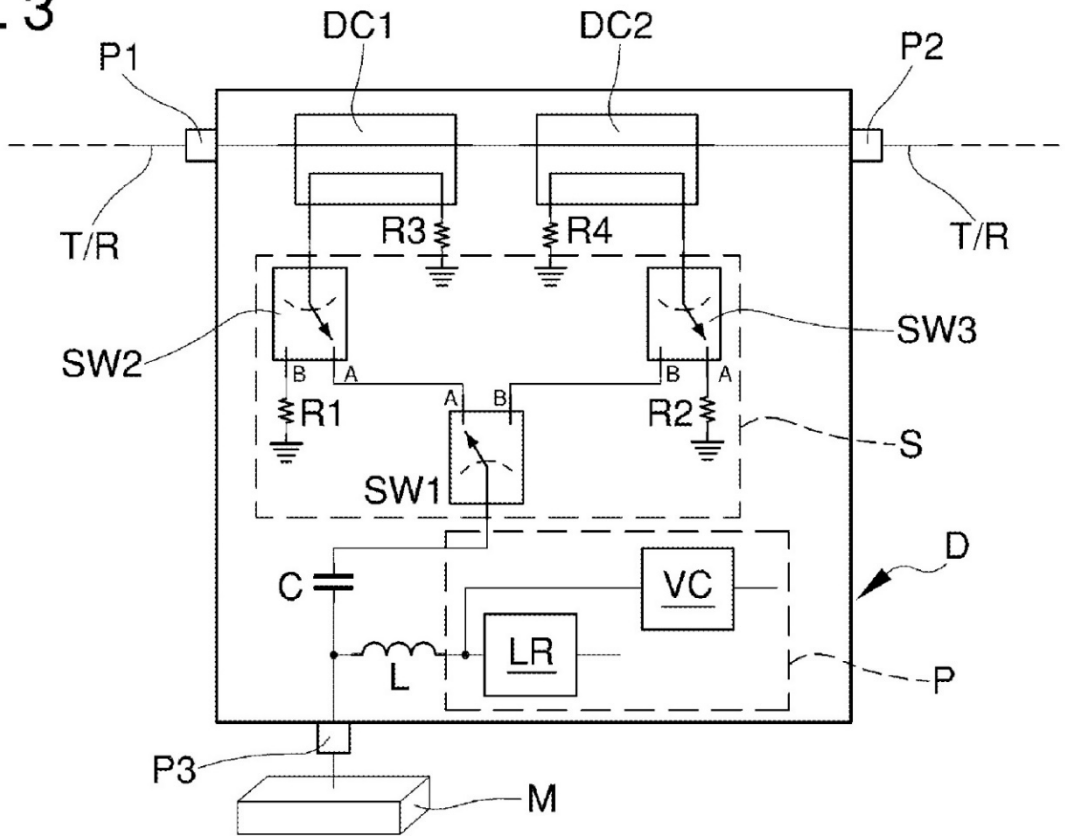 3
DC1 DC2
P1 P2
T/R R3 R4 T/R
SW2 SW3
B A B A
R1 A B R2
S
SW1
D
C VC
LR
L P
P3
M